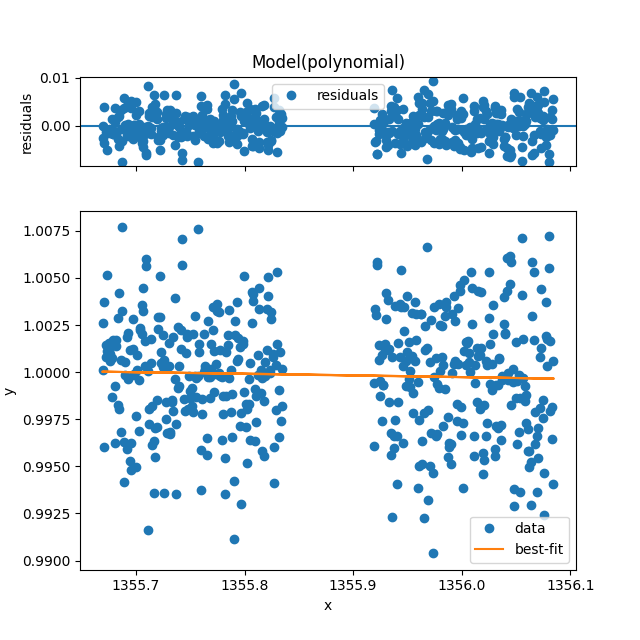 Model(polynomial)
0.01
0.00
residuals
residuals
1.0075
1.0050
1.0025
1.0000
0.9975
0.9950
0.9925
0.9900
y
data
best-fit
1355.7
1355.8
1355.9
1356.0
1356.1
x